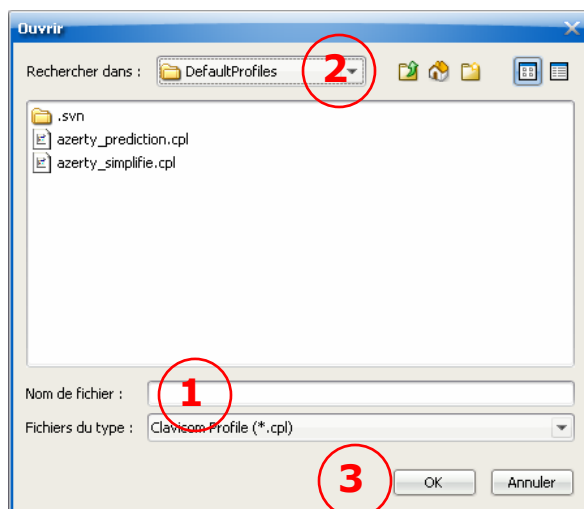 Ouvrir
Rechercher dans : DefaultProfiles 2
.svn
azerty_prediction.cpl
azerty_simplifie.cpl
Nom de fichier : 1
Fichiers du type : Clavicom Profile (*.cpl)
3 OK Annuler